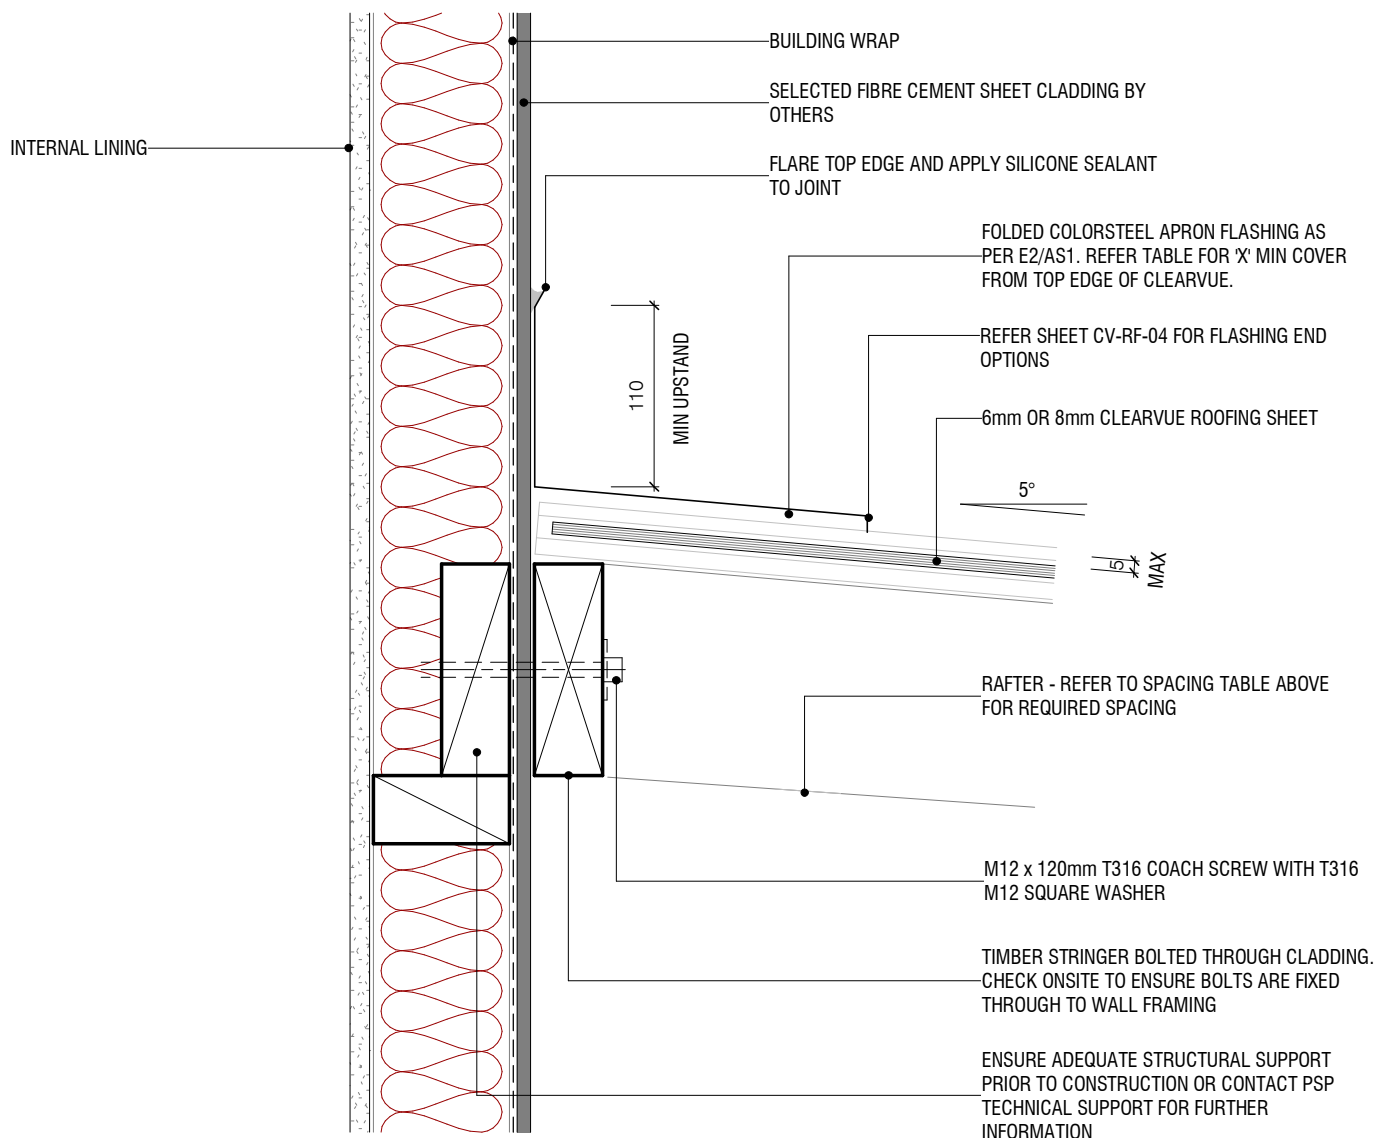 BUILDING WRAP
SELECTED FIBRE CEMENT SHEET CLADDING BY
OTHERS
INTERNAL LINING
FLARE TOP EDGE AND APPLY SILICONE SEALANT
TO JOINT
FOLDED COLORSTEEL APRON FLASHING AS
PER E2/AS1. REFER TABLE FOR 'X' MIN COVER
FROM TOP EDGE OF CLEARVUE.
REFER SHEET CV-RF-04 FOR FLASHING END
OPTIONS
110
MIN UPSTAND
6mm OR 8mm CLEARVUE ROOFING SHEET
5°
5
MAX
RAFTER - REFER TO SPACING TABLE ABOVE
FOR REQUIRED SPACING
M12 x 120mm T316 COACH SCREW WITH T316
M12 SQUARE WASHER
TIMBER STRINGER BOLTED THROUGH CLADDING.
CHECK ONSITE TO ENSURE BOLTS ARE FIXED
THROUGH TO WALL FRAMING
ENSURE ADEQUATE STRUCTURAL SUPPORT
PRIOR TO CONSTRUCTION OR CONTACT PSP
TECHNICAL SUPPORT FOR FURTHER
INFORMATION